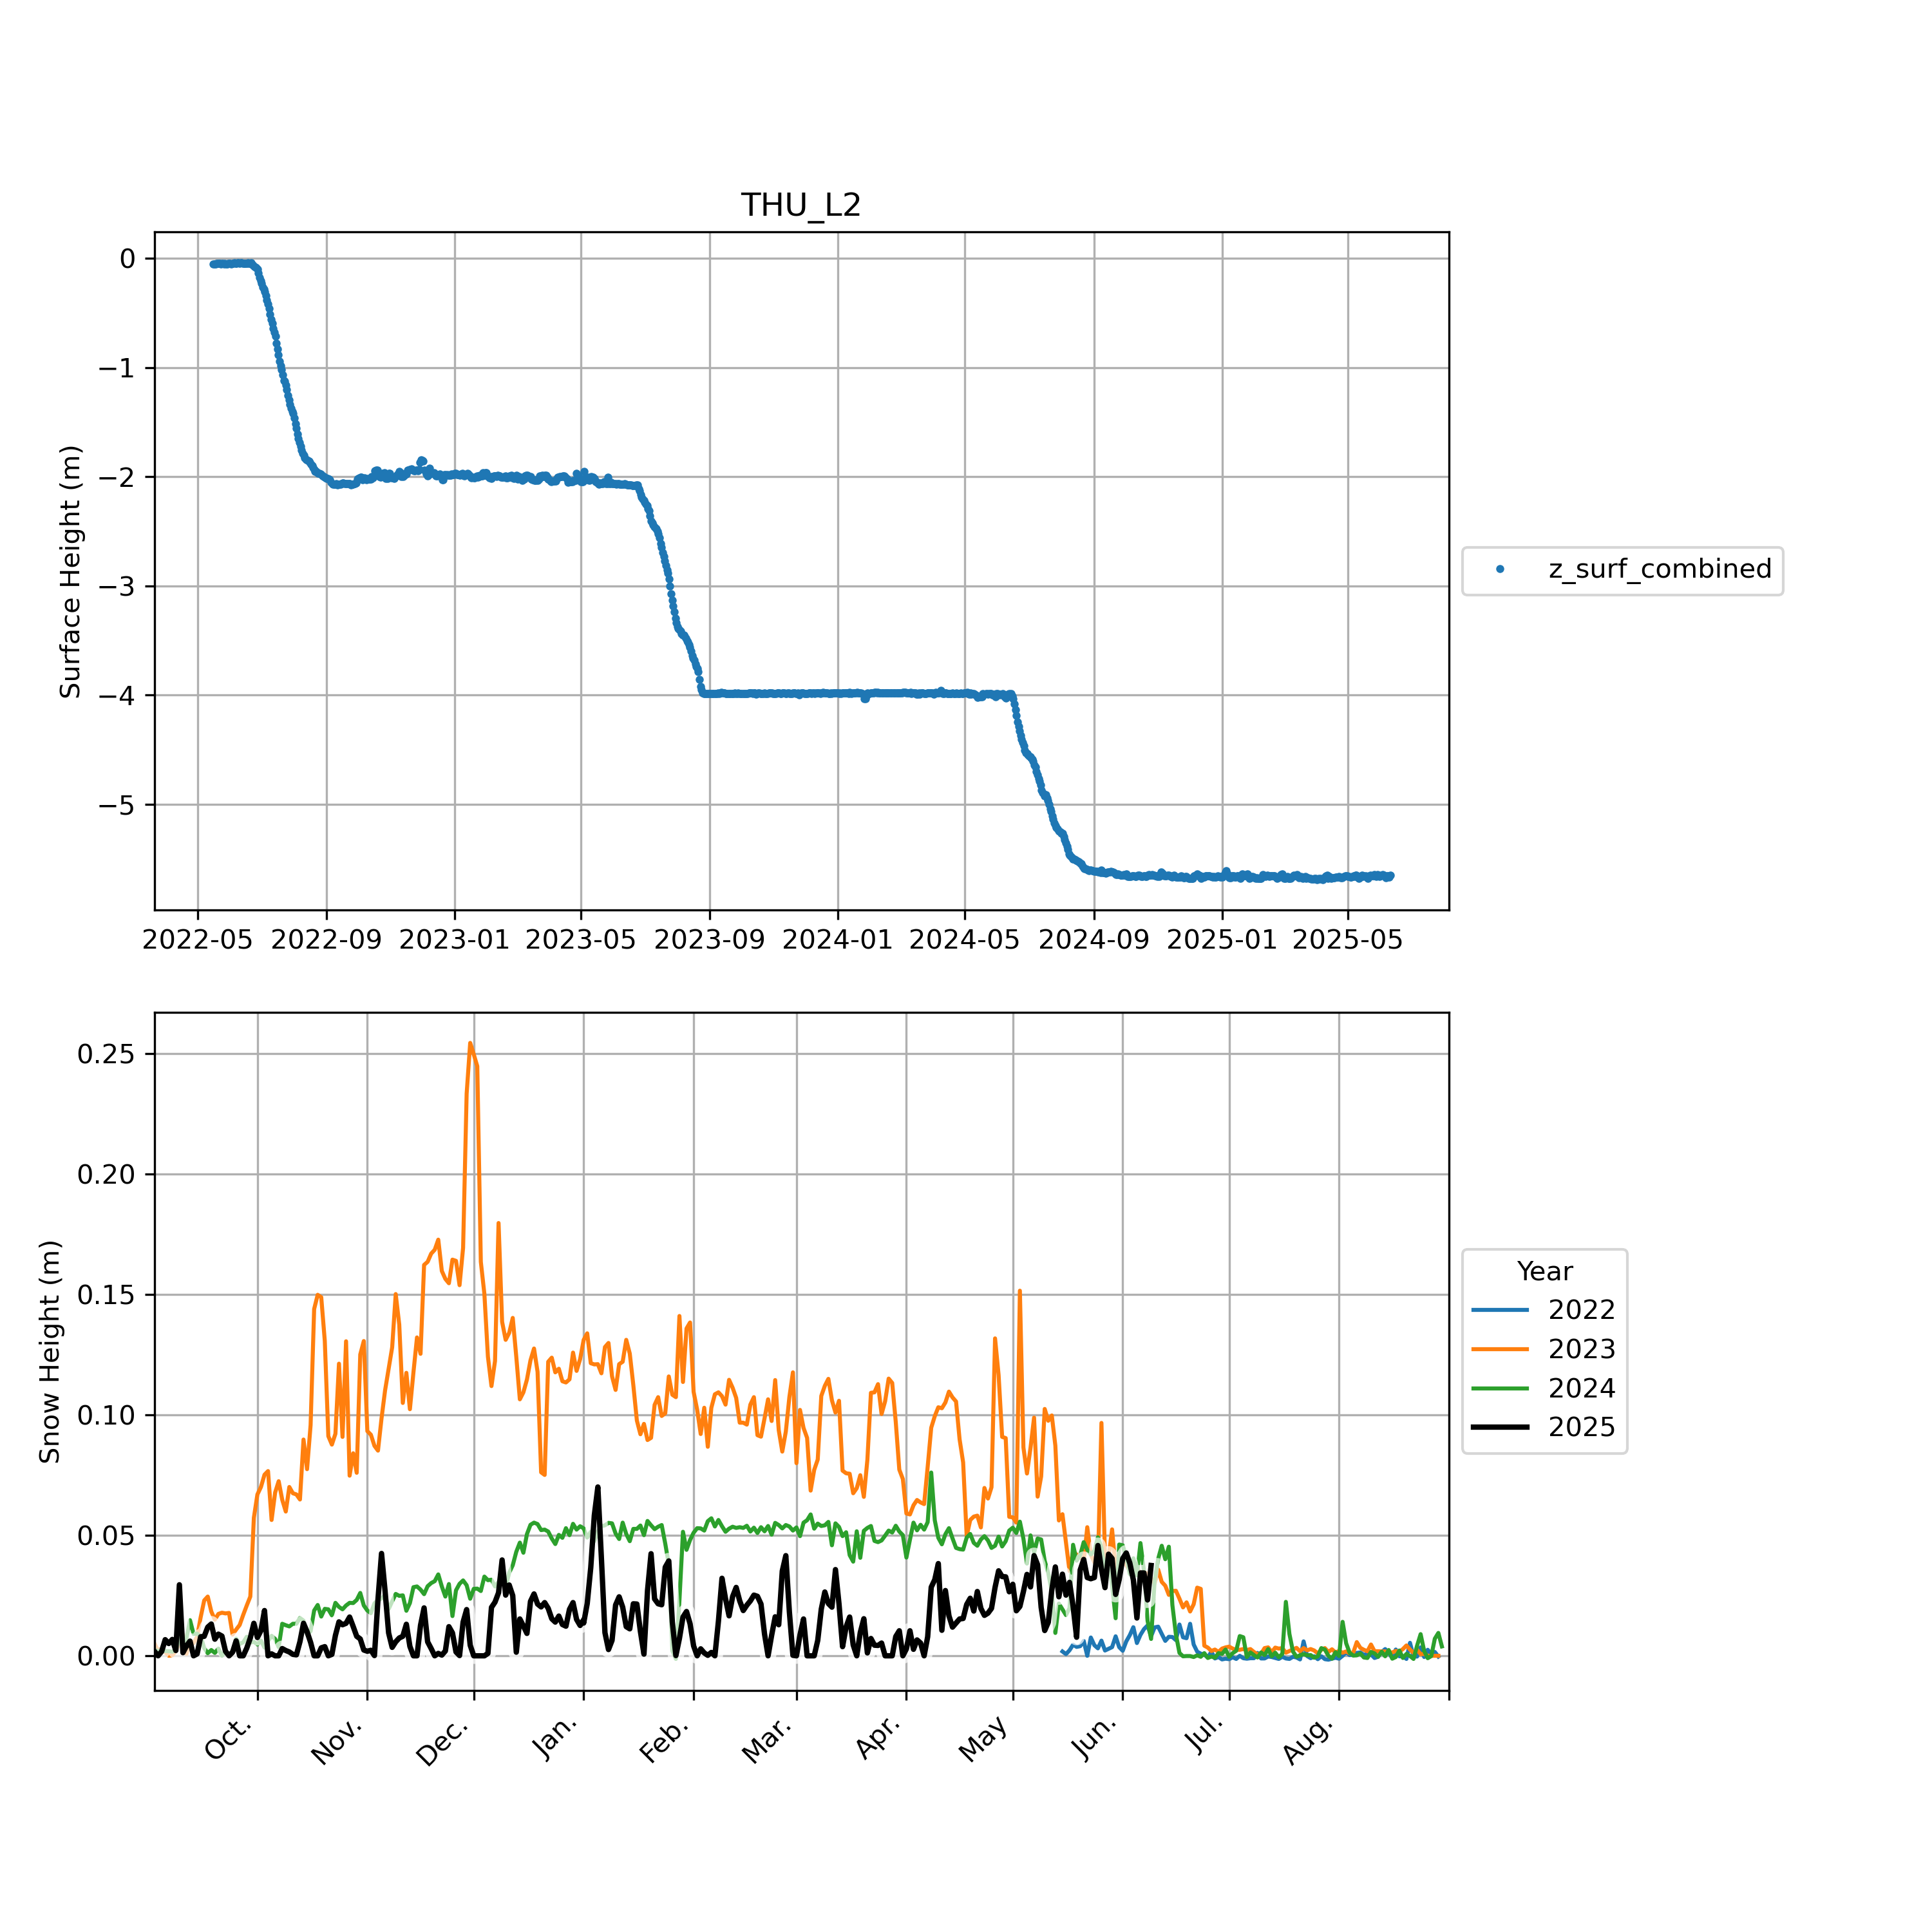 THU_L2
Surface Height (m)
0
−1
−2
−3
−4
−5
2022-05 2022-09 2023-01 2023-05 2023-09 2024-01 2024-05 2024-09 2025-01 2025-05
z_surf_combined
Snow Height (m)
0.25
0.20
0.15
0.10
0.05
0.00
Oct. Nov. Dec. Jan. Feb. Mar. Apr. May Jun. Jul. Aug.
Year
2022
2023
2024
2025